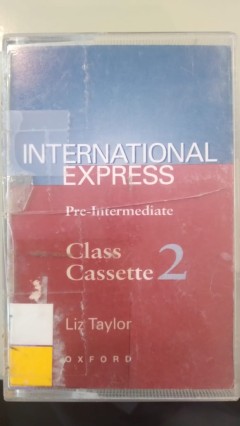 INTERNATIONAL
EXPRESS
Pre-Intermediate
Class
Cassette 2
Liz Taylor
OXFORD